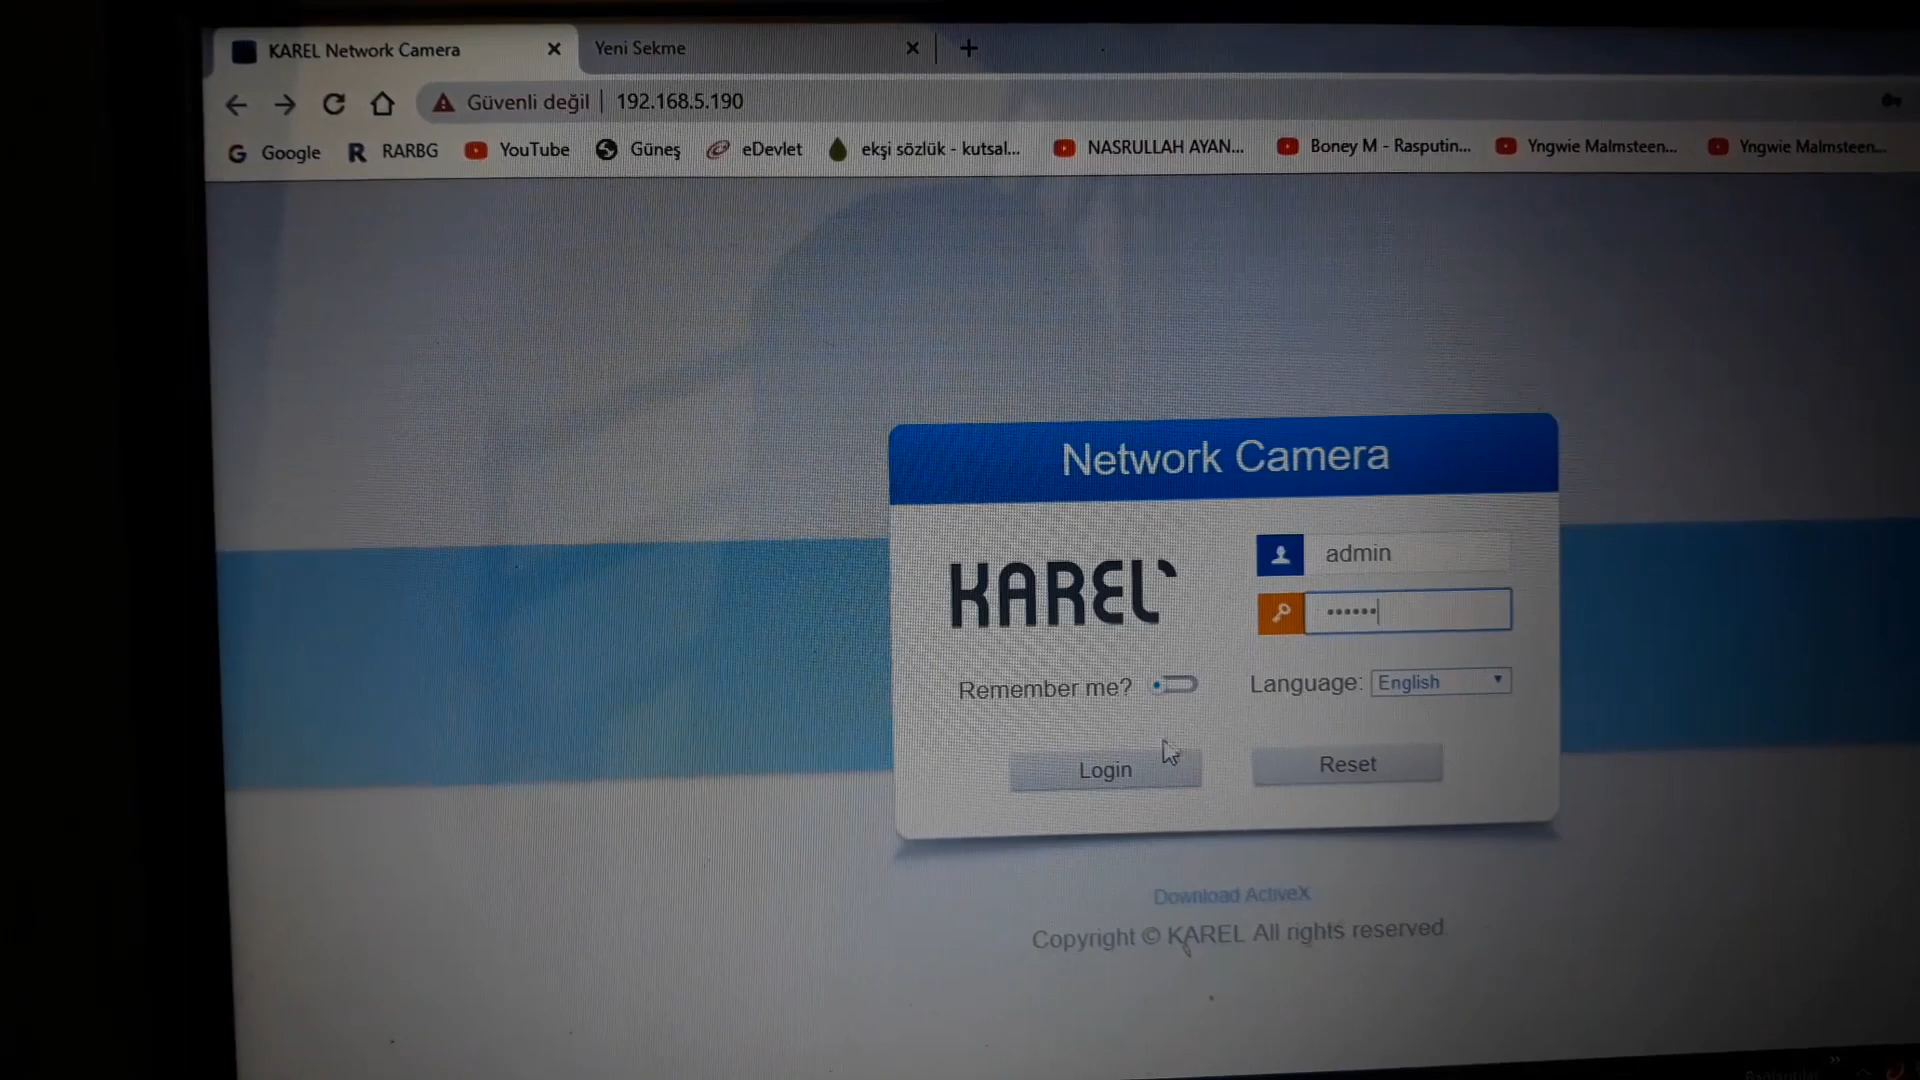 KAREL Network Camera
Yeni Sekme
Güvenli değil
192.168.5.190
Google
RARBG
YouTube
Güneş
eDevlet
ekşi sözlük - kutsal...
NASRULLAH AYAN...
Boney M - Rasputin...
Yngwie Malmsteen...
Yngwie Malmsteen...
Network Camera
KAREL
admin
Remember me?
Language: English
Login
Reset
Download ActiveX
Copyright © KAREL All rights reserved.